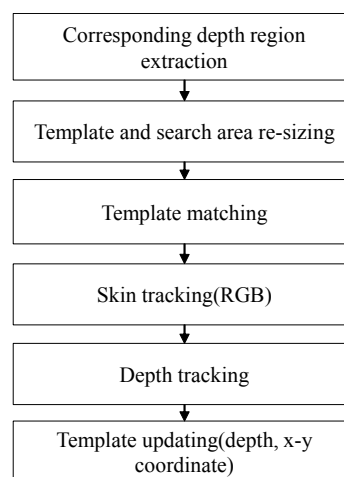 Corresponding depth region
extraction
Template and search area re-sizing
Template matching
Skin tracking(RGB)
Depth tracking
Template updating(depth, x-y
coordinate)